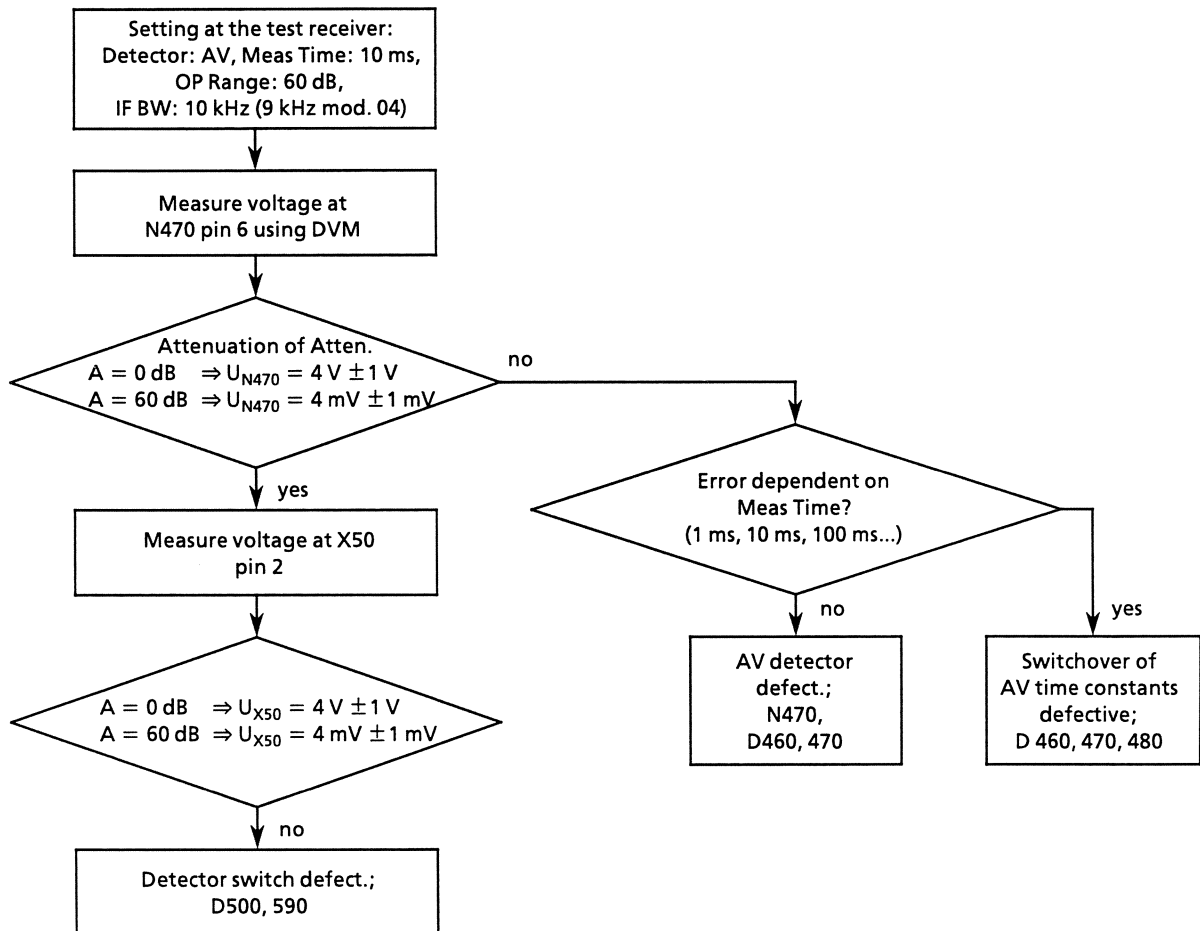 Setting at the test receiver:
Detector: AV, Meas Time: 10 ms,
OP Range: 60 dB,
IF BW: 10 kHz (9 kHz mod. 04)
Measure voltage at
N470 pin 6 using DVM
Attenuation of Atten.
A = 0 dB ⇒ U_N470 = 4 V ±1 V
A = 60 dB ⇒ U_N470 = 4 mV ±1 mV
no
yes
Measure voltage at X50
pin 2
A = 0 dB ⇒ U_X50 = 4 V ±1 V
A = 60 dB ⇒ U_X50 = 4 mV ±1 mV
no
Detector switch defect.;
D500, 590
Error dependent on
Meas Time?
(1 ms, 10 ms, 100 ms...)
no
yes
AV detector
defect.;
N470,
D460, 470
Switchover of
AV time constants
defective;
D 460, 470, 480